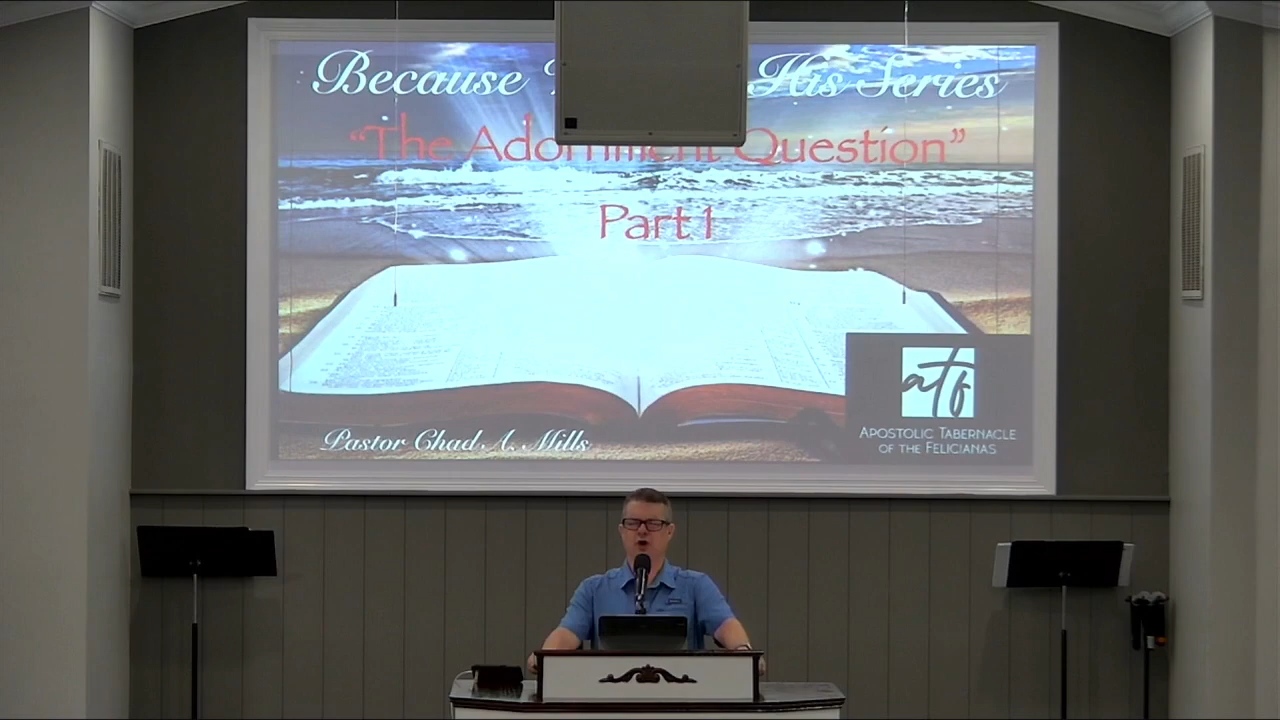 Because His Series
“The Adornment Question”
Part 1
atf
APOSTOLIC TABERNACLE
OF THE FELICIANAS
Pastor Chad A. Mills